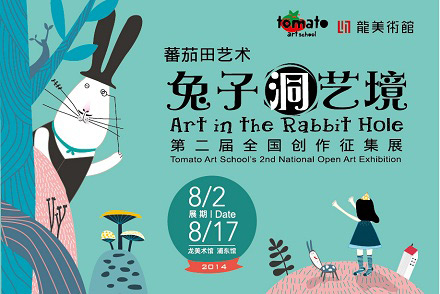 tomato
art school
龍美術館
蕃茄田艺术
兔子洞艺境
Art in the Rabbit Hole
第二届全国创作征集展
Tomato Art School's 2nd National Open Art Exhibition
8/2
展期 | Date
8/17
龙美术馆 浦东馆
2014